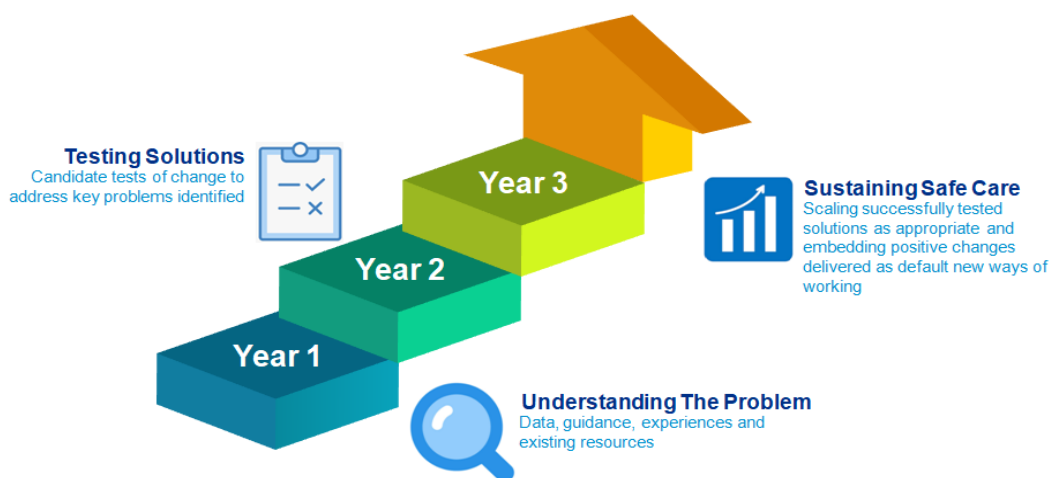 Testing Solutions
Candidate tests of change to
address key problems identified
Year 3
Sustaining Safe Care
Scaling successfully tested
solutions as appropriate and
embedding positive changes
delivered as default new ways of
working
Year 2
Year 1
Understanding The Problem
Data, guidance, experiences and
existing resources